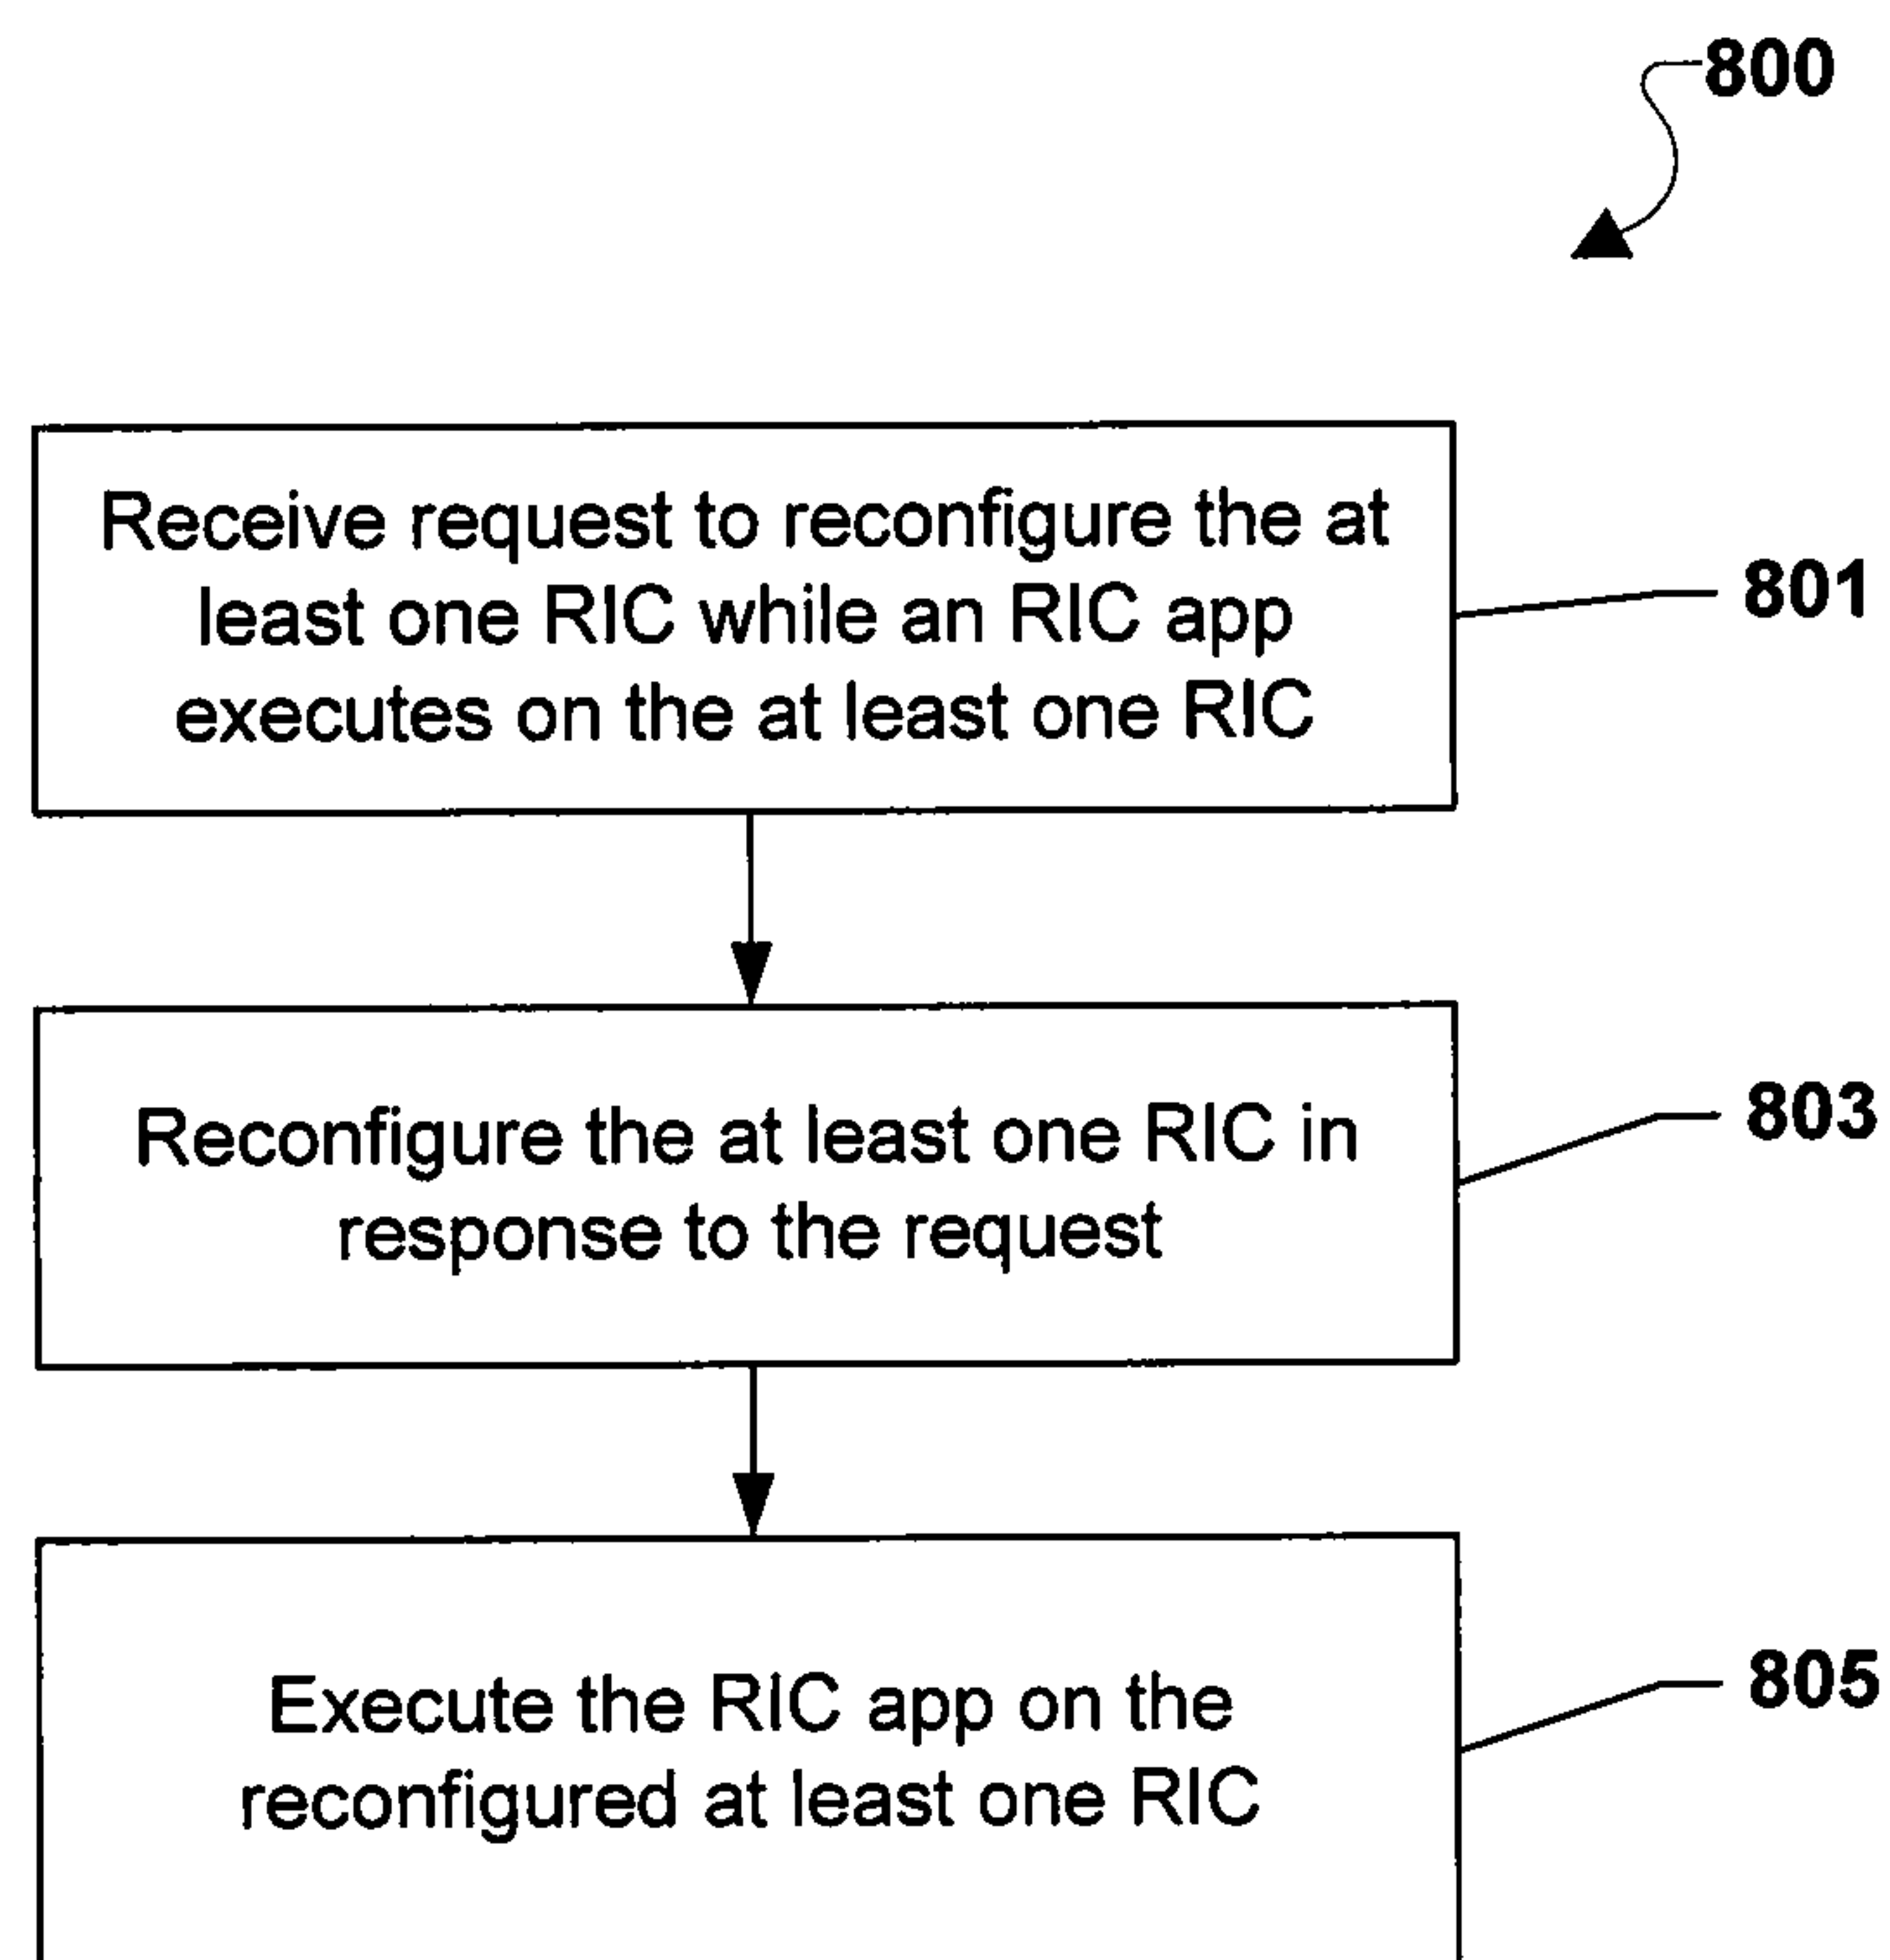 800
Receive request to reconfigure the at
least one RIC while an RIC app
executes on the at least one RIC
801
Reconfigure the at least one RIC in
response to the request
803
Execute the RIC app on the
reconfigured at least one RIC
805